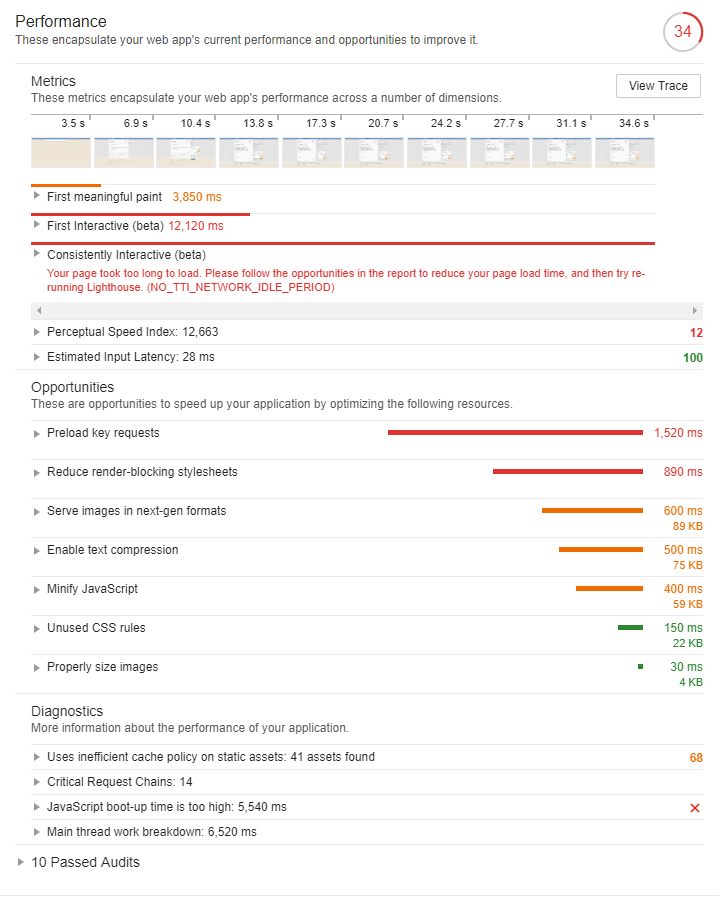 Performance
These encapsulate your web app's current performance and opportunities to improve it.
34
Metrics
These metrics encapsulate your web app's performance across a number of dimensions.
View Trace
3.5 s 6.9 s 10.4 s 13.8 s 17.3 s 20.7 s 24.2 s 27.7 s 31.1 s 34.6 s
First meaningful paint 3,850 ms
First Interactive (beta) 12,120 ms
Consistently Interactive (beta)
Your page took too long to load. Please follow the opportunities in the report to reduce your page load time, and then try re-
running Lighthouse. (NO_TTI_NETWORK_IDLE_PERIOD)
Perceptual Speed Index: 12,663 12
Estimated Input Latency: 28 ms 100
Opportunities
These are opportunities to speed up your application by optimizing the following resources.
Preload key requests 1,520 ms
Reduce render-blocking stylesheets 890 ms
Serve images in next-gen formats 600 ms
89 KB
Enable text compression 500 ms
75 KB
Minify JavaScript 400 ms
59 KB
Unused CSS rules 150 ms
22 KB
Properly size images 30 ms
4 KB
Diagnostics
More information about the performance of your application.
Uses inefficient cache policy on static assets: 41 assets found 68
Critical Request Chains: 14
JavaScript boot-up time is too high: 5,540 ms
Main thread work breakdown: 6,520 ms
10 Passed Audits